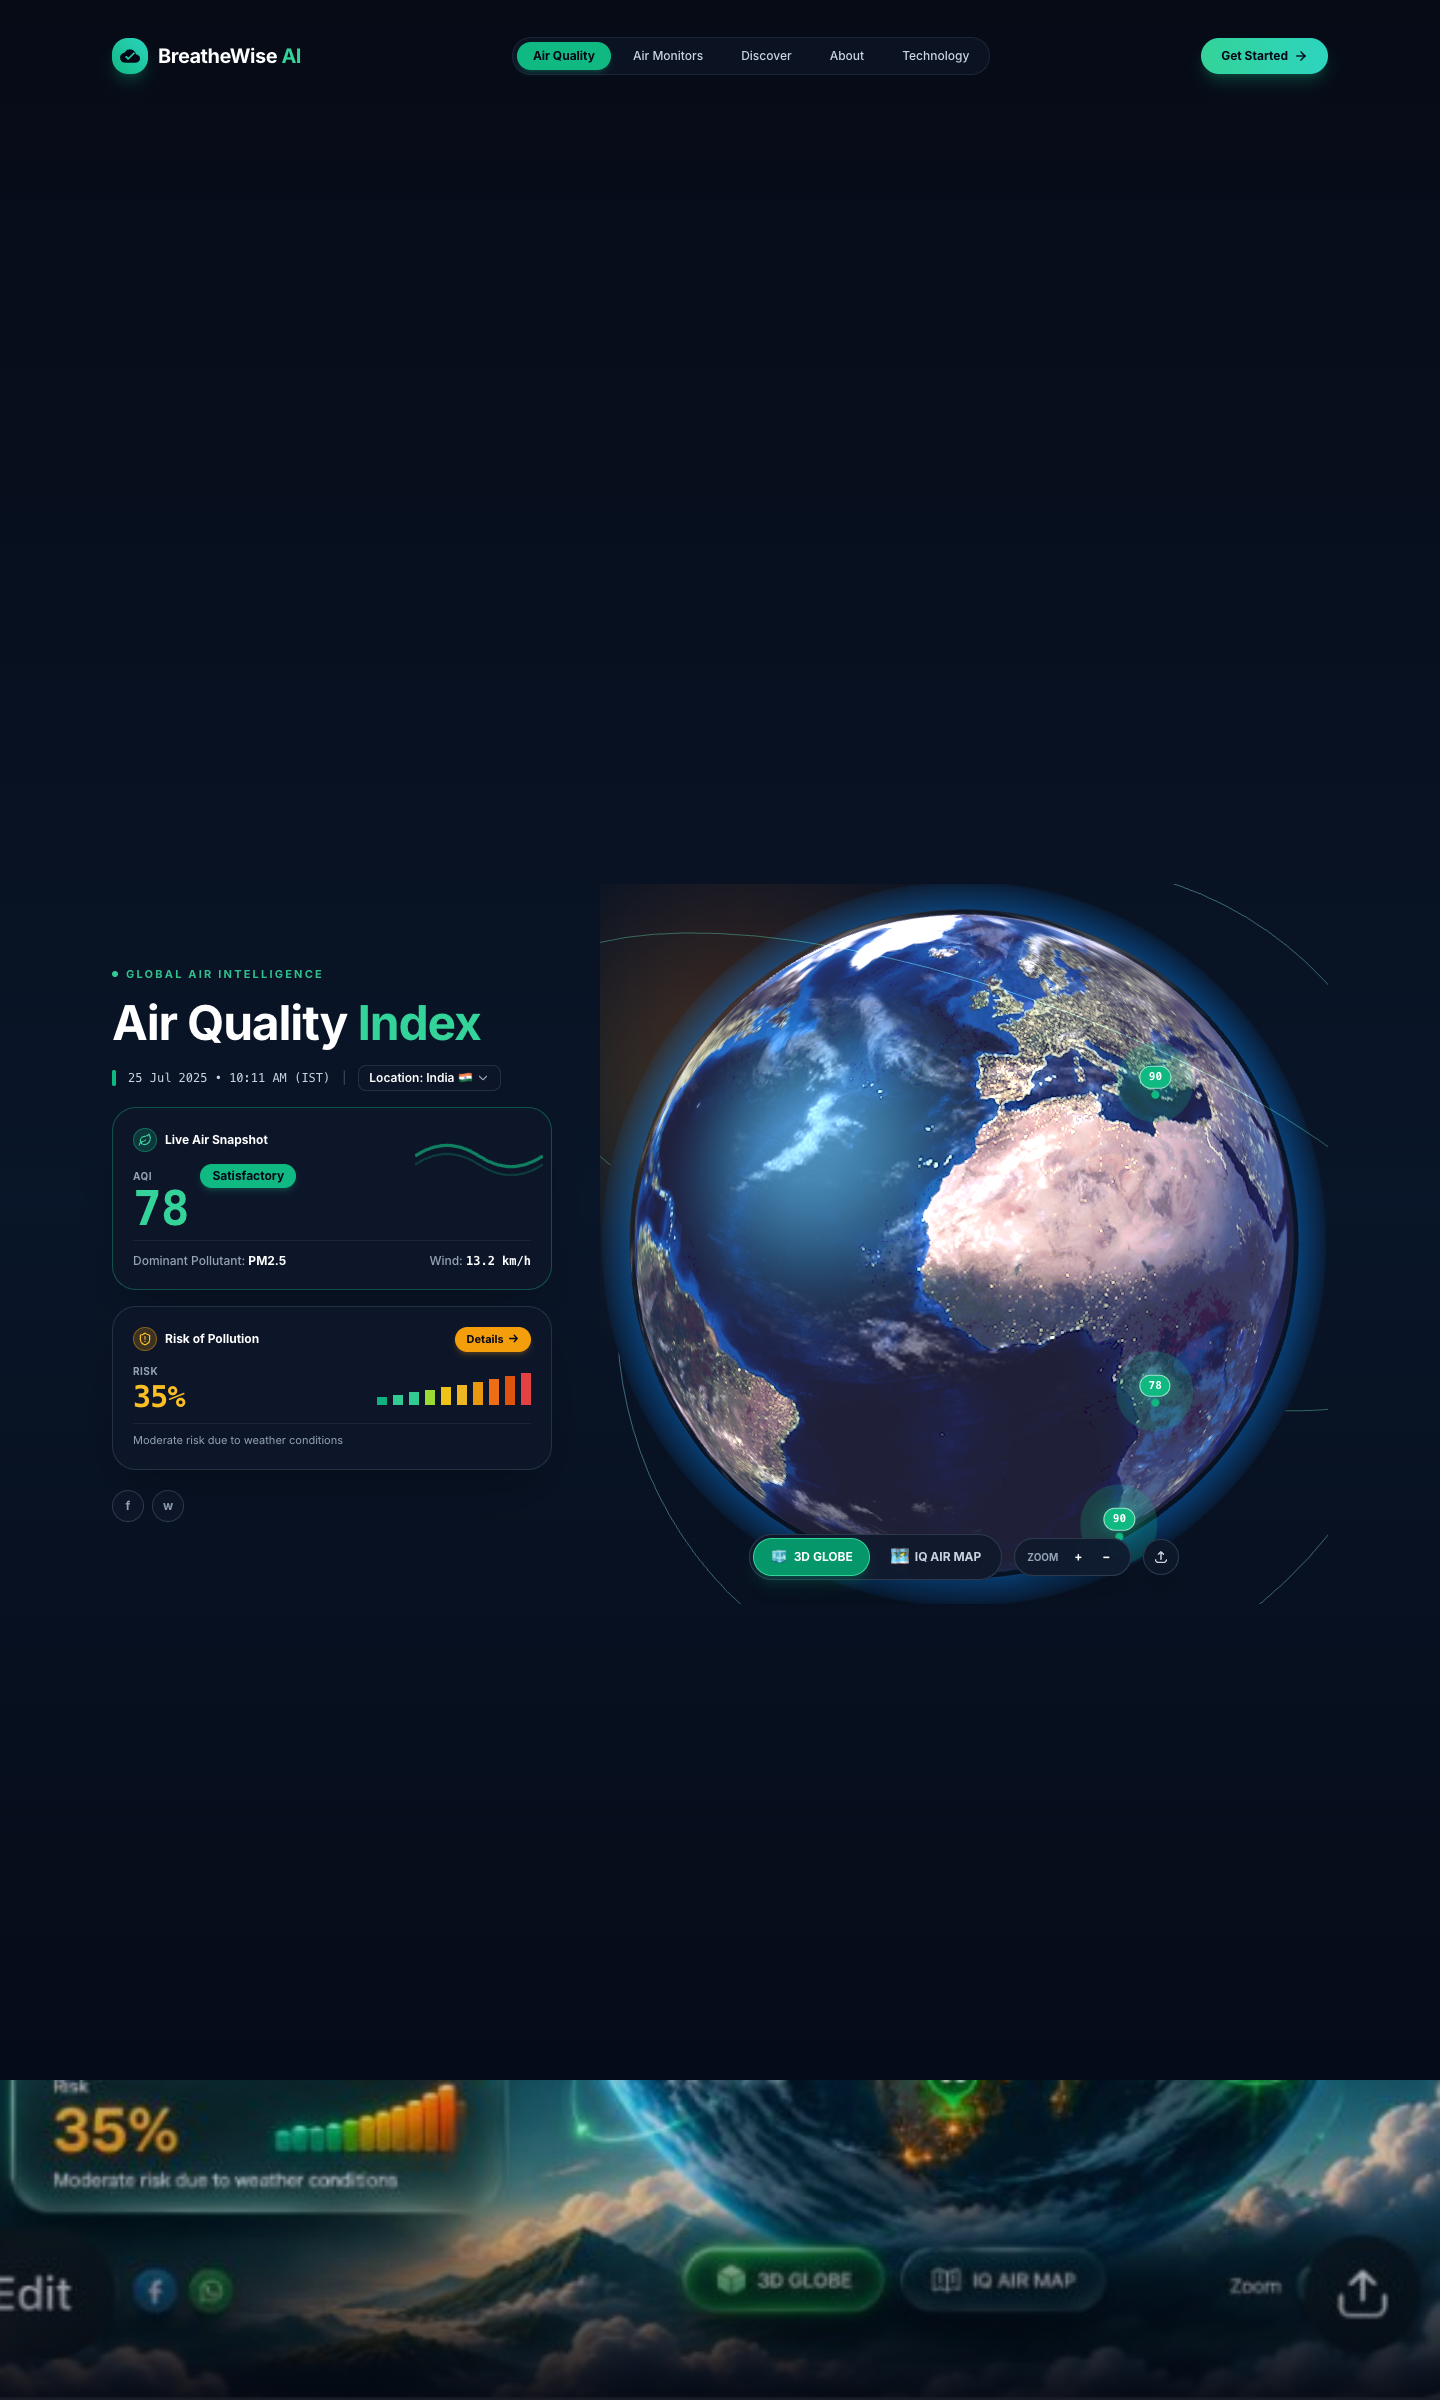 BreatheWise AI
Air Quality
Air Monitors
Discover
About
Technology
Get Started
GLOBAL AIR INTELLIGENCE
Air Quality Index
25 Jul 2025 • 10:11 AM (IST)
Location: India
Live Air Snapshot
AQI
Satisfactory
78
Dominant Pollutant: PM2.5
Wind: 13.2 km/h
Risk of Pollution
Details
RISK
35%
Moderate risk due to weather conditions
f
w
90
78
90
3D GLOBE
IQ AIR MAP
ZOOM
+
−
Risk
35%
Moderate risk due to weather conditions
Edit
f
3D GLOBE
IQ AIR MAP
Zoom